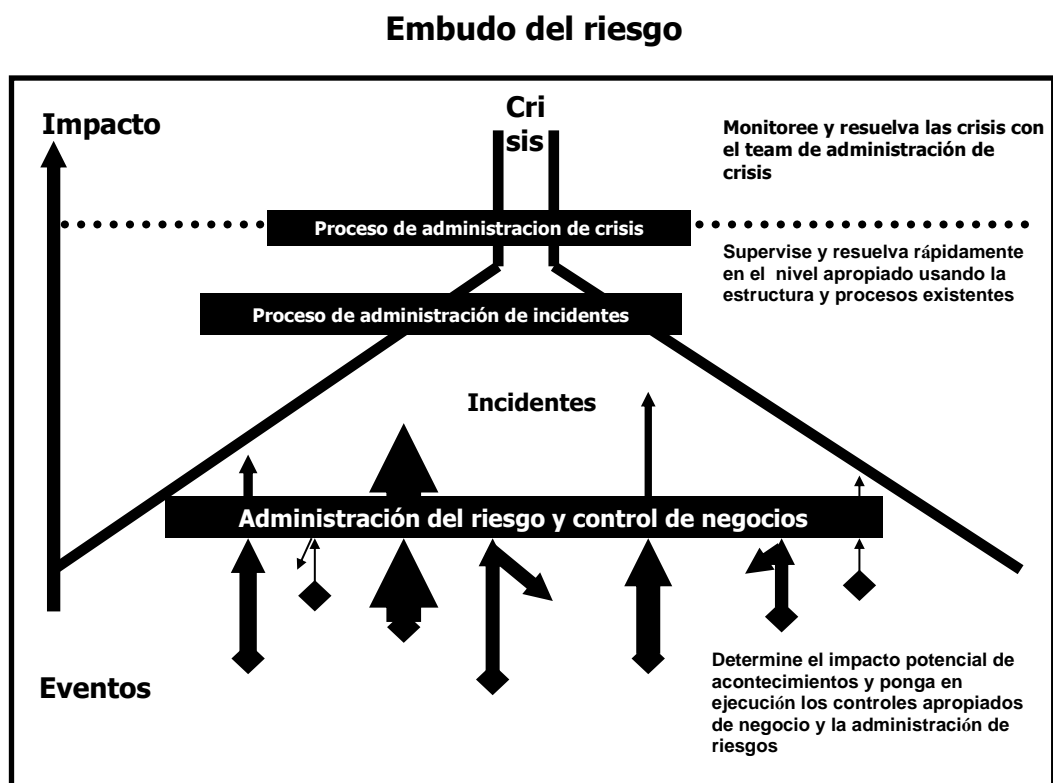 Embudo del riesgo
Impacto
Cri
sis
Monitoree y resuelva las crisis con
el team de administración de
crisis
Proceso de administracion de crisis
Supervise y resuelva rápidamente
en el nivel apropiado usando la
estructura y procesos existentes
Proceso de administración de incidentes
Incidentes
Administración del riesgo y control de negocios
Eventos
Determine el impacto potencial de
acontecimientos y ponga en
ejecución los controles apropiados
de negocio y la administración de
riesgos